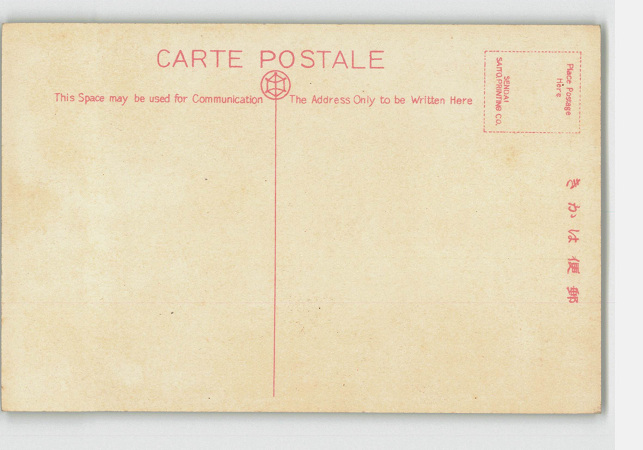 CARTE POSTALE
This Space may be used for Communication
The Address Only to be Written Here
Place Postage
Here
SENDAI
SAITO PRINTING CO.
きかは便郵